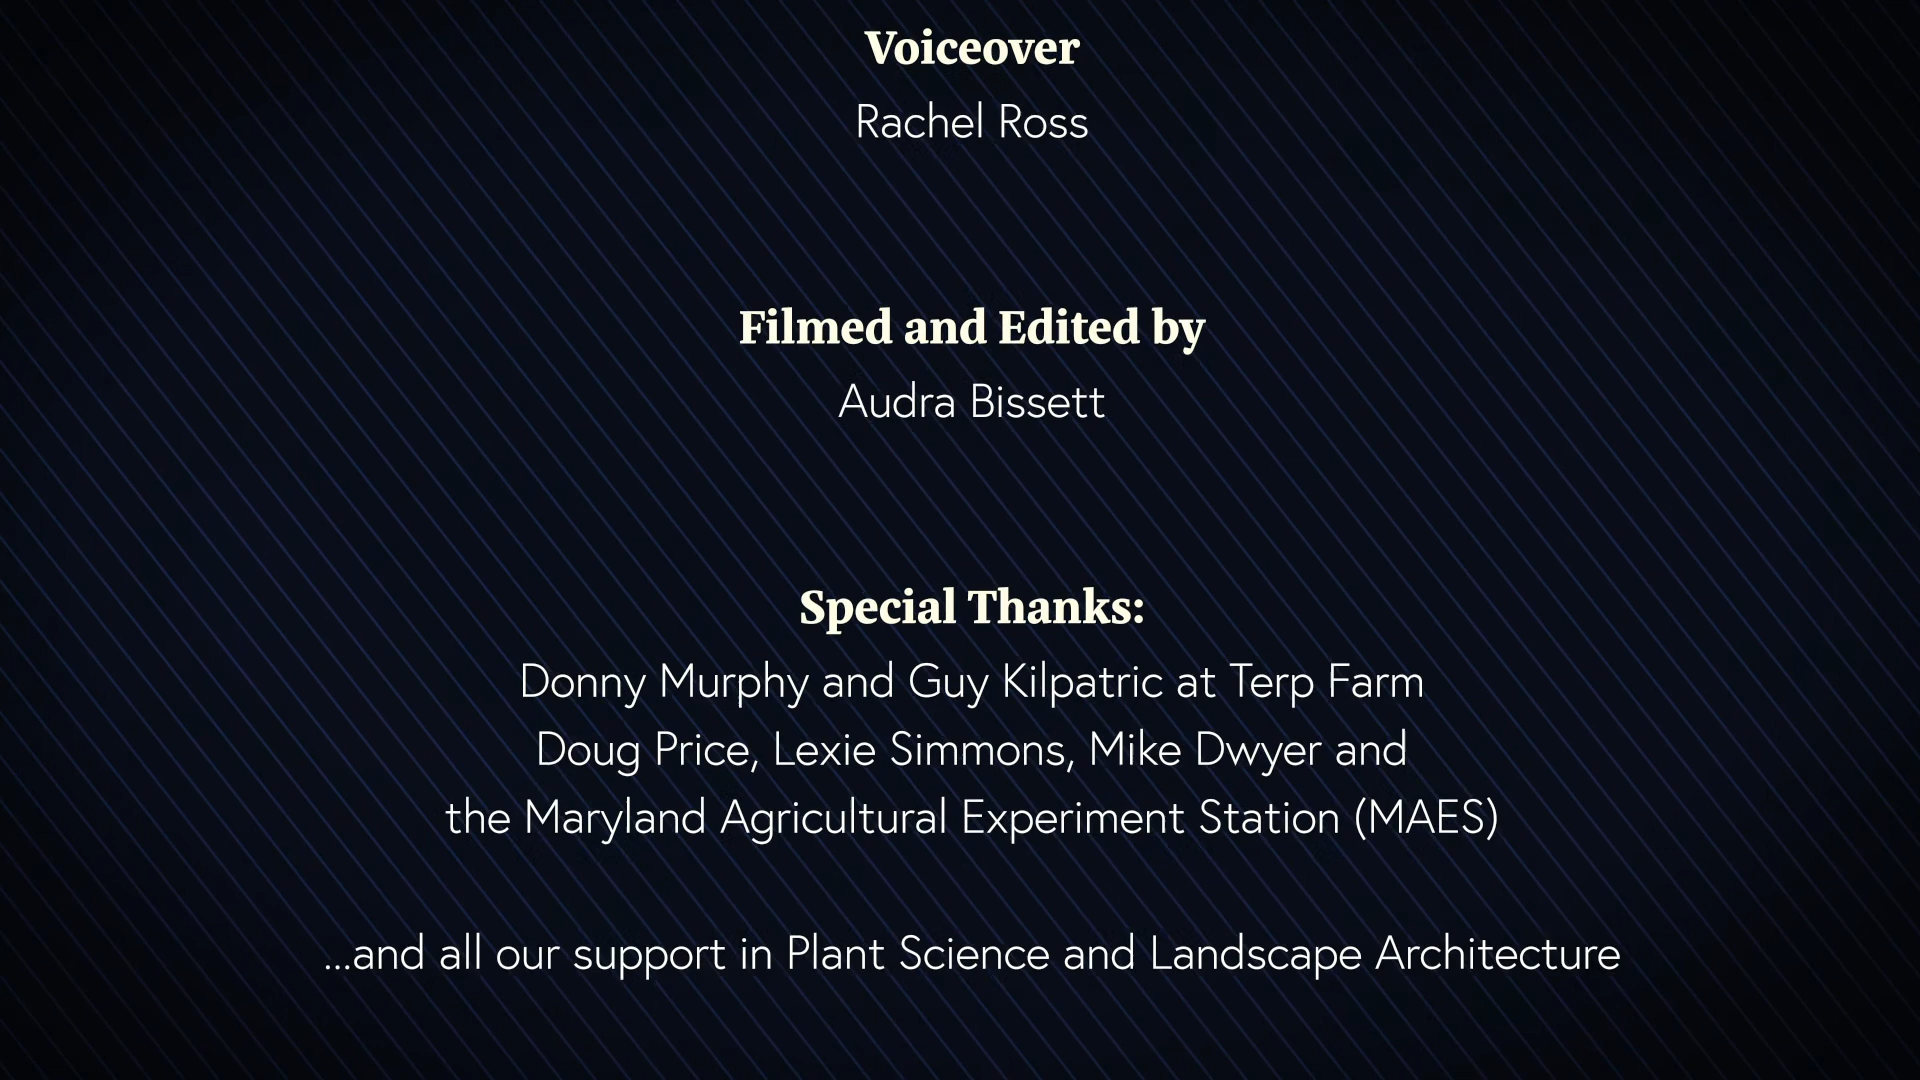 Voiceover
Rachel Ross
Filmed and Edited by
Audra Bissett
Special Thanks:
Donny Murphy and Guy Kilpatric at Terp Farm
Doug Price, Lexie Simmons, Mike Dwyer and
the Maryland Agricultural Experiment Station (MAES)
...and all our support in Plant Science and Landscape Architecture